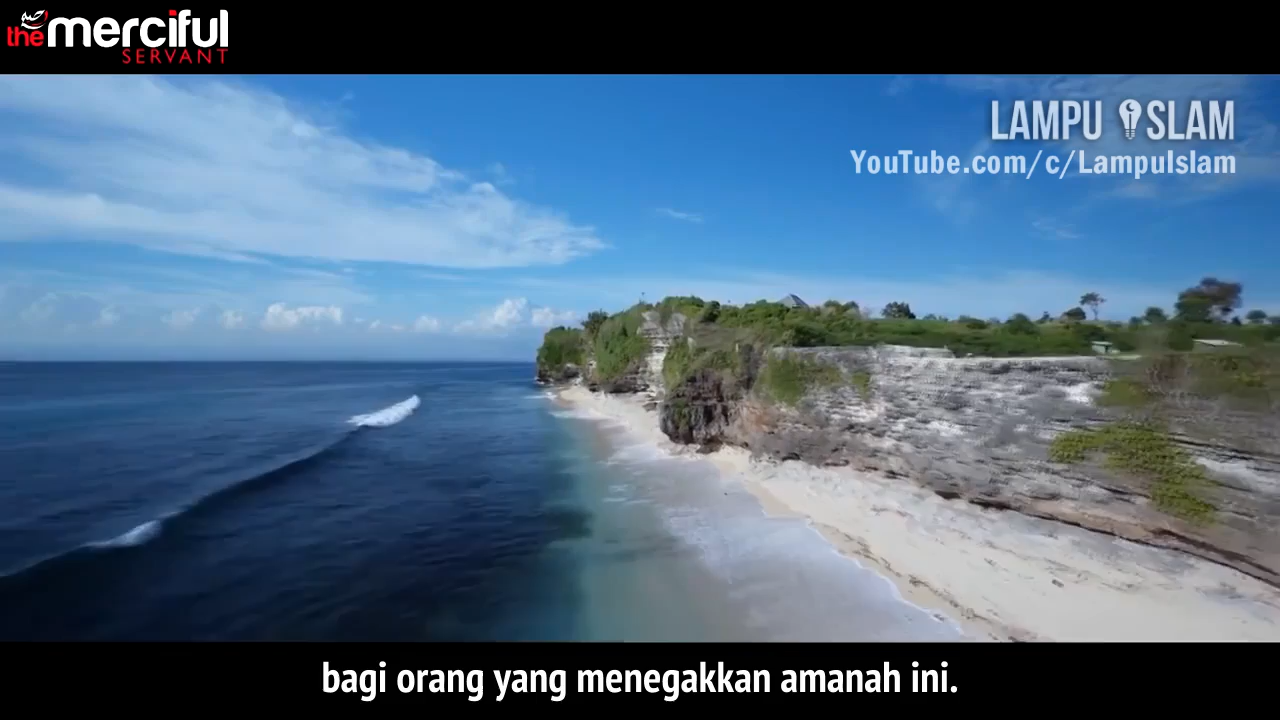 the merciful
SERVANT
LAMPU ISLAM
YouTube.com/c/LampuIslam
bagi orang yang menegakkan amanah ini.